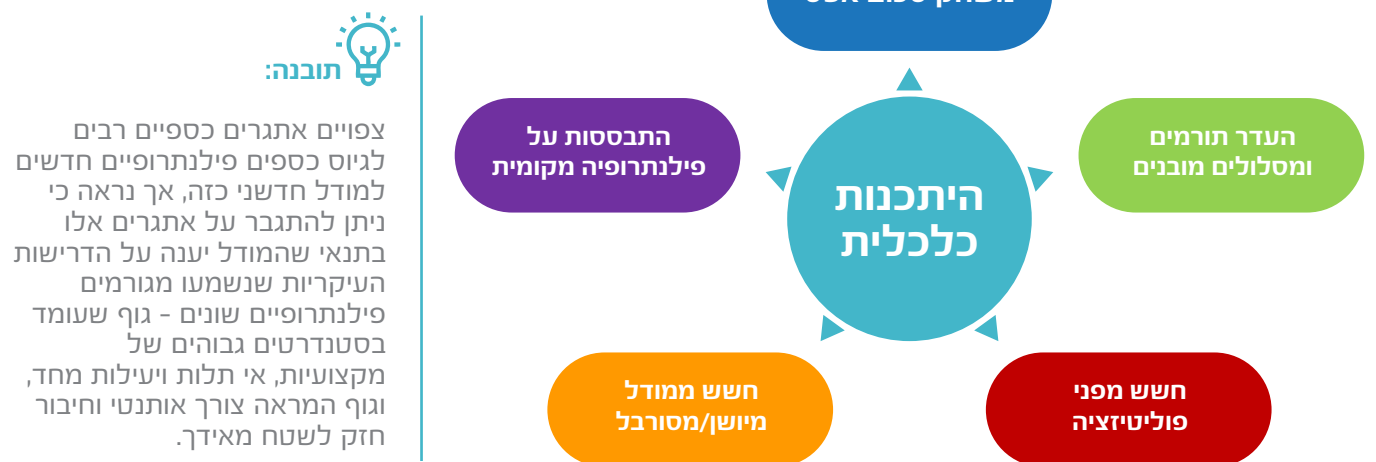 העדר תורמים
ומסלולים מובנים
התבססות על
פילנתרופיה מקומית
היתכנות
כלכלית
חשש מפני
פוליטיזציה
חשש ממודל
מיושן/מסורבל
תובנה:
צפויים אתגרים כספיים רבים
לגיוס כספים פילנתרופיים חדשים
למודל חדשני כזה, אך נראה כי
ניתן להתגבר על אתגרים אלו
בתנאי שהמודל יענה על הדרישות
העיקריות שנשמעו מגורמים
פילנתרופיים שונים - גוף שעומד
בסטנדרטים גבוהים של
מקצועיות, אי תלות ויעילות מחד,
וגוף המראה צורך אותנטי וחיבור
חזק לשטח מאידך.